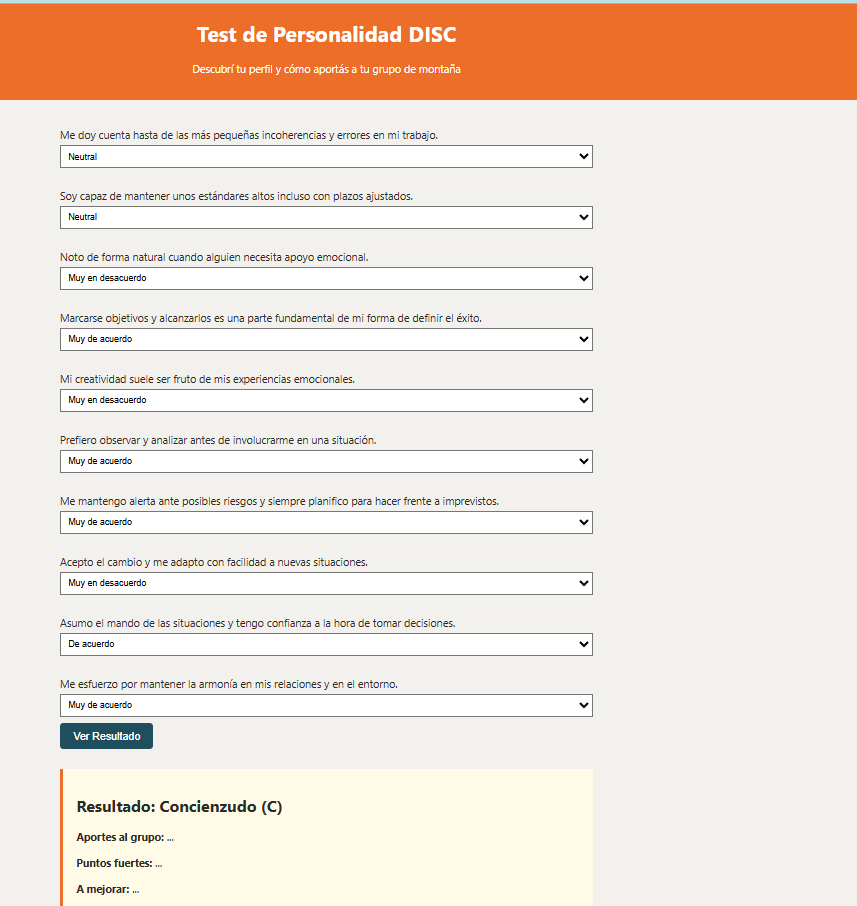 Test de Personalidad DISC
Descubrí tu perfil y cómo aportás a tu grupo de montaña
Me doy cuenta hasta de las más pequeñas incoherencias y errores en mi trabajo.
Neutral
Soy capaz de mantener unos estándares altos incluso con plazos ajustados.
Neutral
Noto de forma natural cuando alguien necesita apoyo emocional.
Muy en desacuerdo
Marcarse objetivos y alcanzarlos es una parte fundamental de mi forma de definir el éxito.
Muy de acuerdo
Mi creatividad suele ser fruto de mis experiencias emocionales.
Muy en desacuerdo
Prefiero observar y analizar antes de involucrarme en una situación.
Muy de acuerdo
Me mantengo alerta ante posibles riesgos y siempre planifico para hacer frente a imprevistos.
Muy de acuerdo
Acepto el cambio y me adapto con facilidad a nuevas situaciones.
Muy en desacuerdo
Asumo el mando de las situaciones y tengo confianza a la hora de tomar decisiones.
De acuerdo
Me esfuerzo por mantener la armonía en mis relaciones y en el entorno.
Muy de acuerdo
Ver Resultado
Resultado: Concienzudo (C)
Aportes al grupo: ...
Puntos fuertes: ...
A mejorar: ...